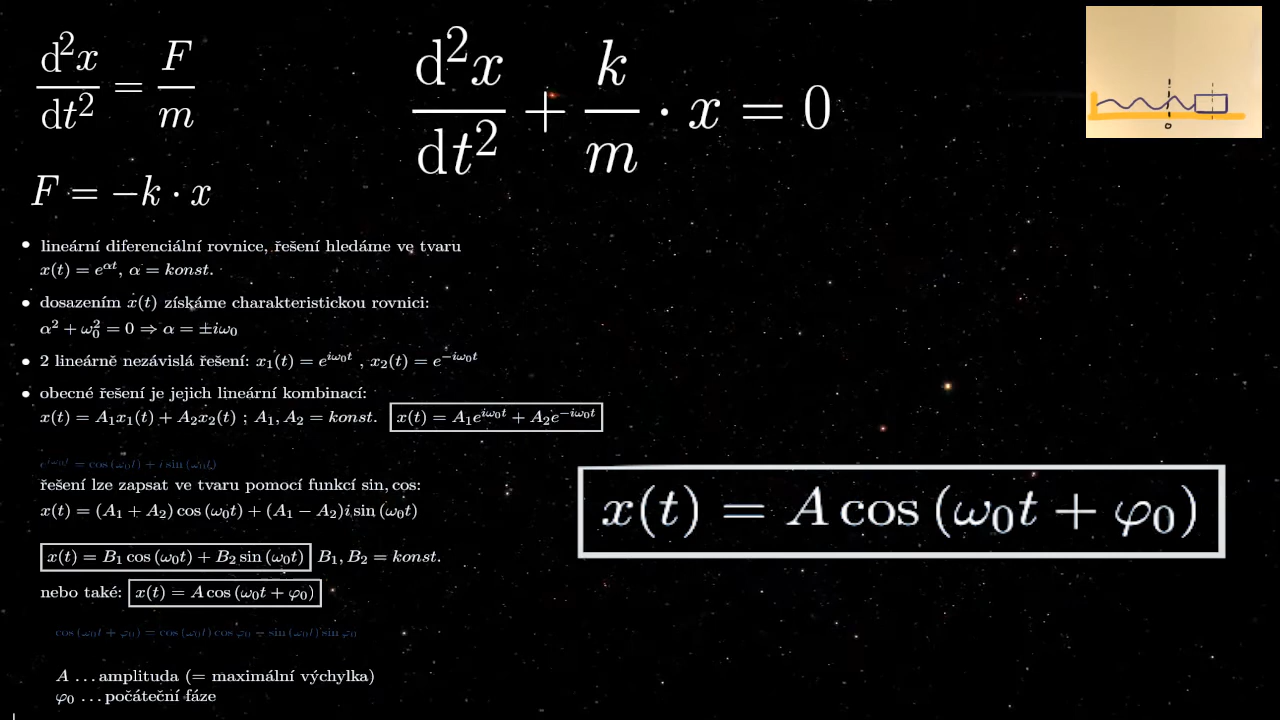 d²x/dt² = F/m
d²x/dt² + k/m · x = 0
F = −k · x
• lineární diferenciální rovnice, řešení hledáme ve tvaru
x(t) = e^{αt}, α = konst.
• dosazením x(t) získáme charakteristickou rovnici:
α² + ω₀² = 0 ⇒ α = ±iω₀
• 2 lineárně nezávislá řešení: x₁(t) = e^{iω₀t} , x₂(t) = e^{−iω₀t}
• obecné řešení je jejich lineární kombinací:
x(t) = A₁x₁(t) + A₂x₂(t) ; A₁, A₂ = konst. x(t) = A₁e^{iω₀t} + A₂e^{−iω₀t}
e^{iω₀t} = cos (ω₀t) + i sin (ω₀t)
řešení lze zapsat ve tvaru pomocí funkcí sin, cos:
x(t) = (A₁ + A₂) cos (ω₀t) + (A₁ − A₂)i sin (ω₀t)
x(t) = B₁ cos (ω₀t) + B₂ sin (ω₀t) B₁, B₂ = konst.
nebo také: x(t) = A cos (ω₀t + φ₀)
cos (ω₀t + φ₀) = cos (ω₀t) cos φ₀ − sin (ω₀t) sin φ₀
A … amplituda (= maximální výchylka)
φ₀ … počáteční fáze
x(t) = A cos (ω₀t + φ₀)
0